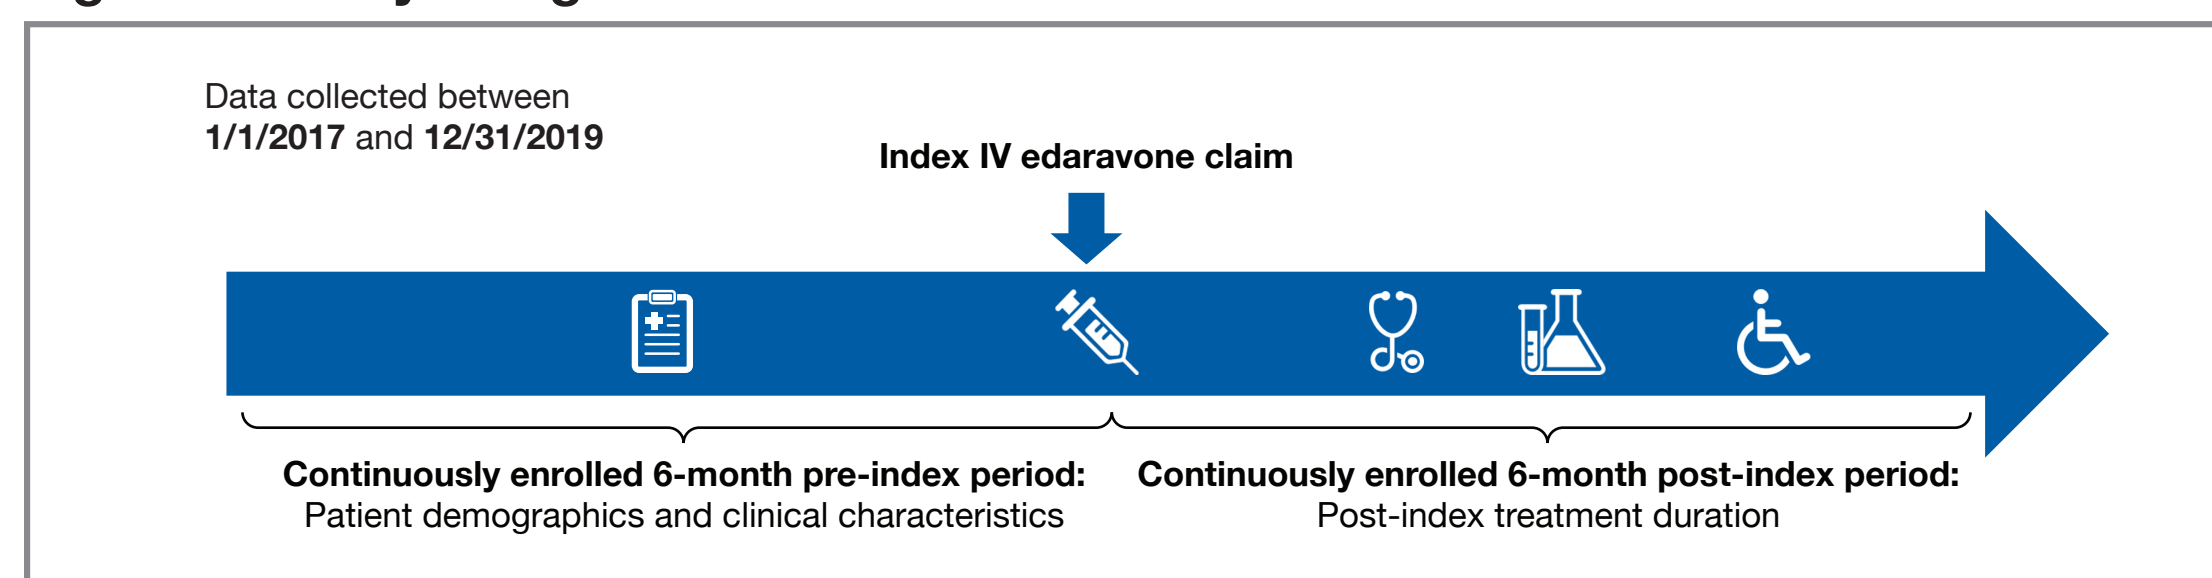 Data collected between
1/1/2017 and 12/31/2019
Index IV edaravone claim
Continuously enrolled 6-month pre-index period:
Patient demographics and clinical characteristics
Continuously enrolled 6-month post-index period:
Post-index treatment duration